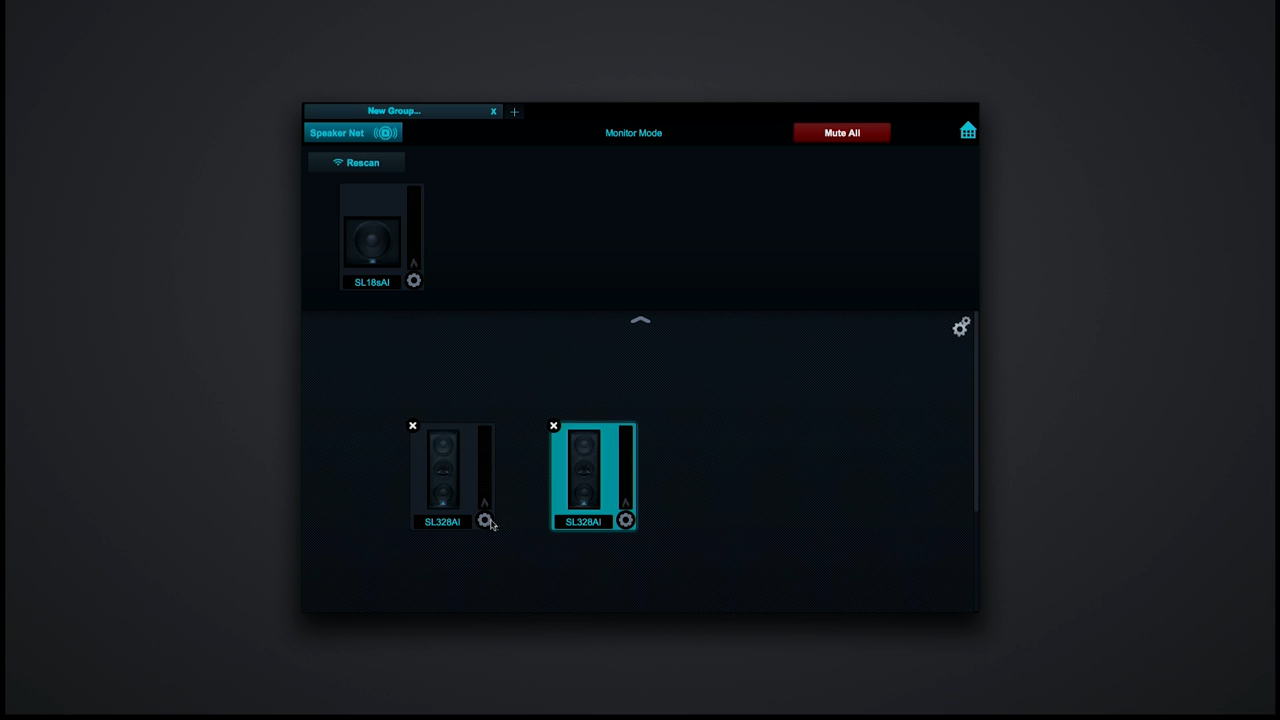 New Group... x +
Speaker Net
Monitor Mode
Mute All
Rescan
SL18sAI
SL328AI
SL328AI